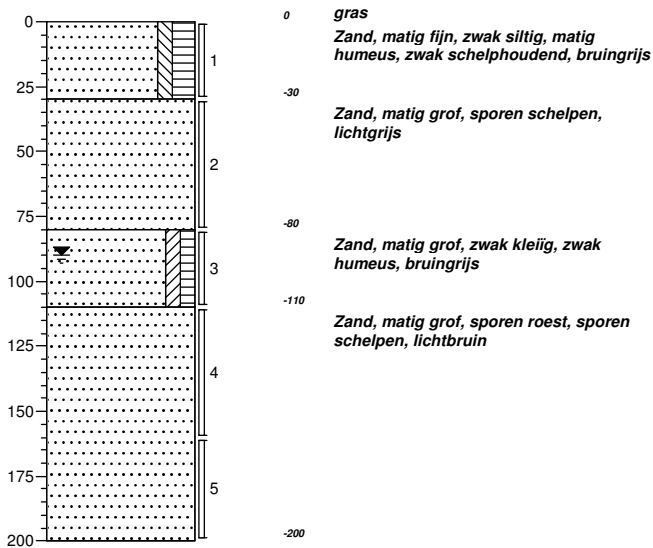 0
25
50
75
100
125
150
175
200
1
2
3
4
5
0
-30
-80
-110
-200
gras
Zand, matig fijn, zwak siltig, matig
humeus, zwak schelphoudend, bruingrijs
Zand, matig grof, sporen schelpen,
lichtgrijs
Zand, matig grof, zwak kleiïg, zwak
humeus, bruingrijs
Zand, matig grof, sporen roest, sporen
schelpen, lichtbruin